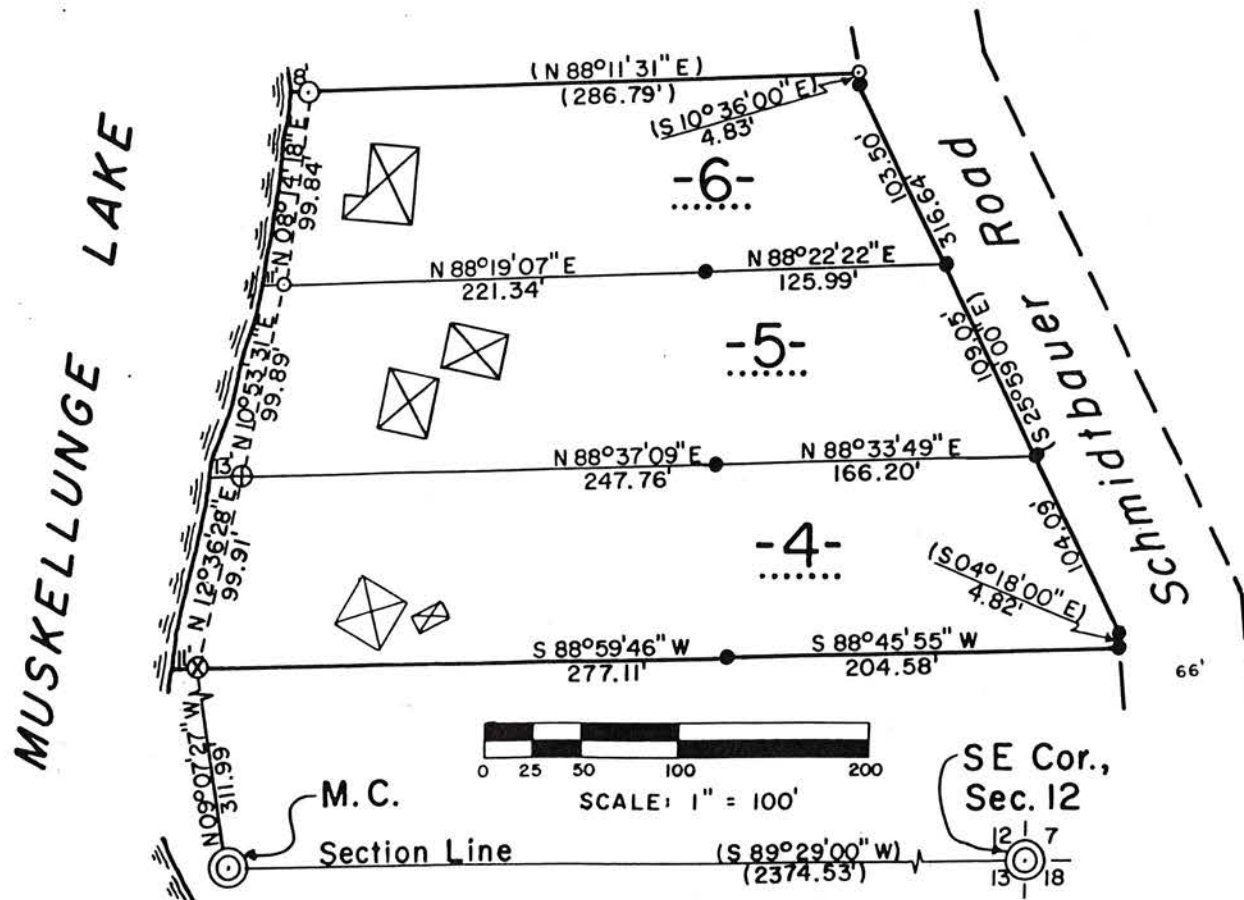 MUSKELLUNGE LAKE
8'
(N 88°11'31" E)
(286.79')
(S 10°36'00" E)
4.83'
N 08°14'18" E
99.84'
-6-
103.50'
316.64'
Schmidtbauer Road
N 88°19'07" E
221.34'
N 88°22'22" E
125.99'
N 10°53'31" E
99.89'
-5-
109.05'
(S25°59'00" E)
13'
N 88°37'09" E
247.76'
N 88°33'49" E
166.20'
N 12°36'28" E
99.91'
-4-
104.09'
(S 04°18'00" E)
4.82'
S 88°59'46" W
277.11'
S 88°45'55" W
204.58'
66'
N 09°07'27" W
311.99'
0 25 50 100 200
SCALE: 1" = 100'
M.C.
SE Cor.,
Sec. 12
Section Line
(S 89°29'00" W)
(2374.53')
12 7
13 18